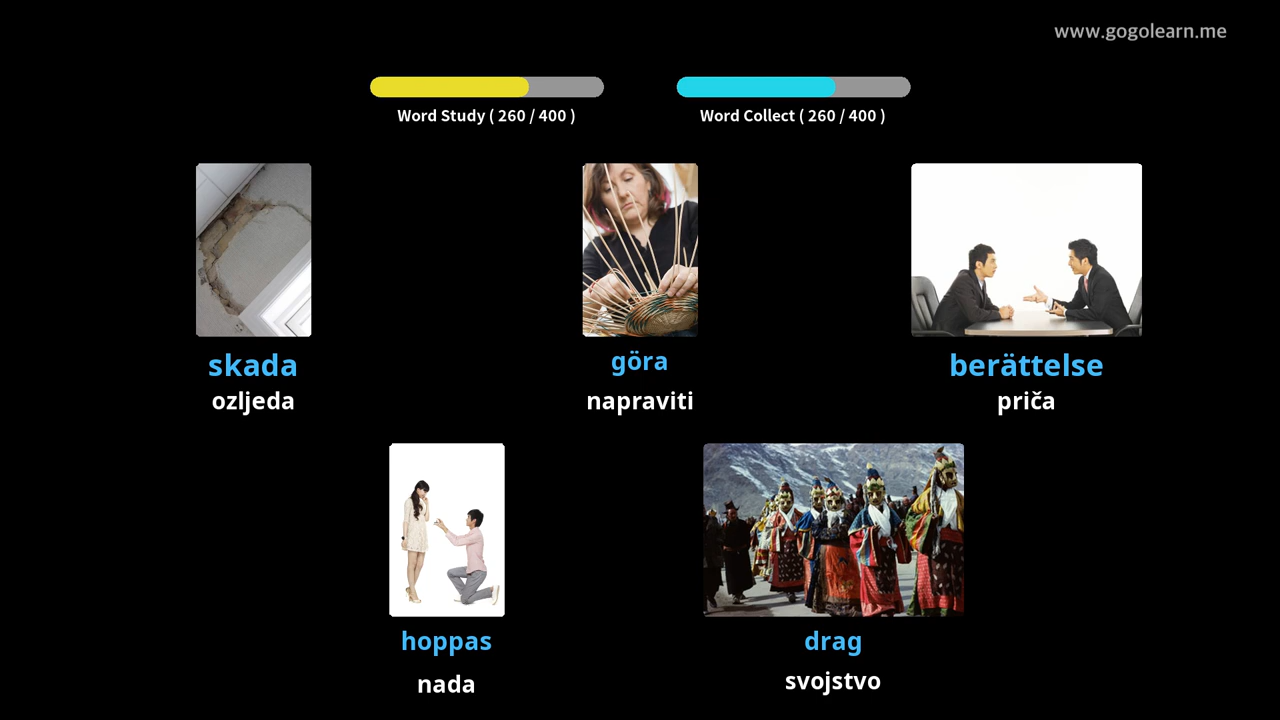 www.gogolearn.me
Word Study ( 260 / 400 )
Word Collect ( 260 / 400 )
skada
ozljeda
göra
napraviti
berättelse
priča
hoppas
nada
drag
svojstvo